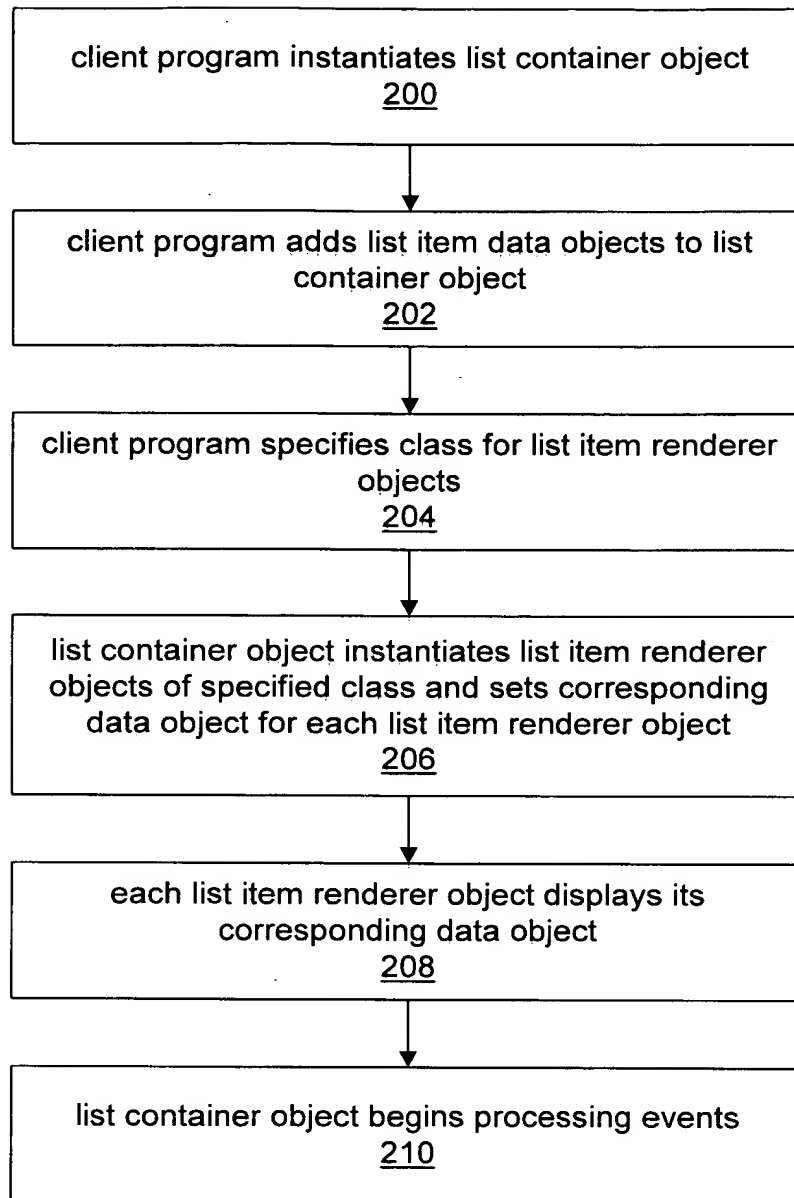 client program instantiates list container object
200
client program adds list item data objects to list
container object
202
client program specifies class for list item renderer
objects
204
list container object instantiates list item renderer
objects of specified class and sets corresponding
data object for each list item renderer object
206
each list item renderer object displays its
corresponding data object
208
list container object begins processing events
210